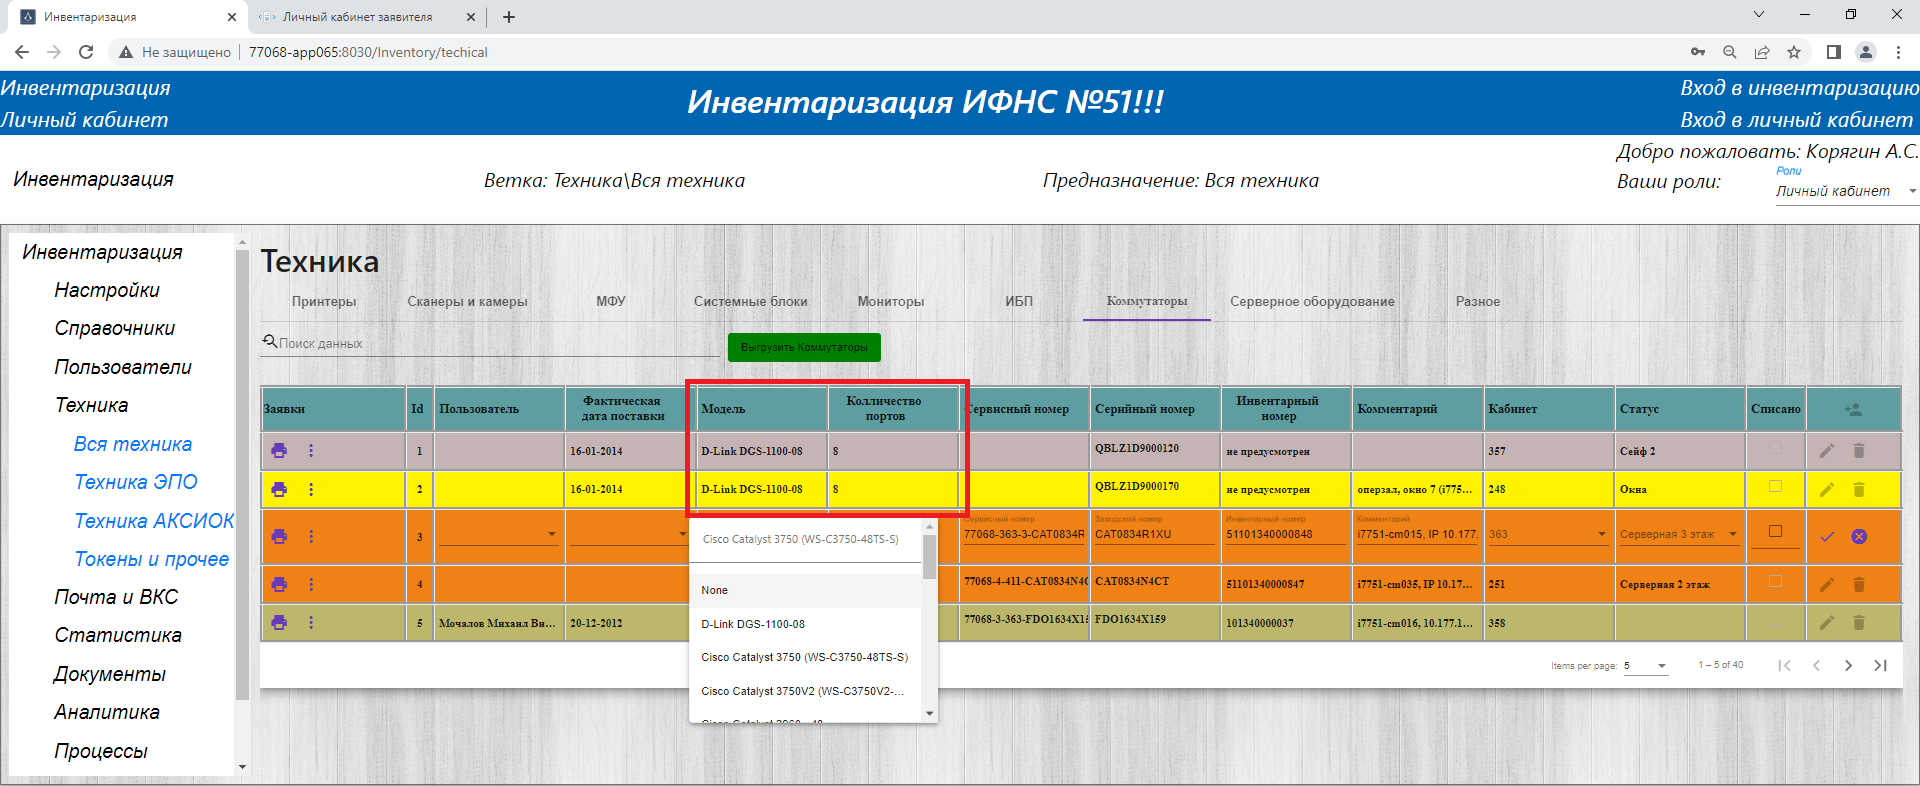 Инвентаризация
Личный кабинет заявителя
Не защищено
77068-app065:8030/Inventory/techical
Инвентаризация
Личный кабинет
Инвентаризация ИФНС №51!!!
Вход в инвентаризацию
Вход в личный кабинет
Инвентаризация
Ветка: Техника\Вся техника
Предназначение: Вся техника
Добро пожаловать: Корягин А.С.
Ваши роли:
Роли
Личный кабинет
Инвентаризация
Настройки
Справочники
Пользователи
Техника
Вся техника
Техника ЭПО
Техника АКСИОК
Токены и прочее
Почта и ВКС
Статистика
Документы
Аналитика
Процессы
Техника
Принтеры Сканеры и камеры МФУ Системные блоки Мониторы ИБП Коммутаторы Серверное оборудование Разное
Поиск данных
Выгрузить Коммутаторы
Заявки Id Пользователь Фактическая дата поставки Модель Колличество портов Сервисный номер Серийный номер Инвентарный номер Комментарий Кабинет Статус Списано
1 16-01-2014 D-Link DGS-1100-08 8 QBLZ1D9000120 не предусмотрен 357 Сейф 2
2 16-01-2014 D-Link DGS-1100-08 8 QBLZ1D9000170 не предусмотрен оперзал, окно 7 (i775... 248 Окна
Сервисный номер Заводской номер Инвентарный номер Комментарий
3 77068-363-3-CAT0834R CAT0834R1XU 51101340000848 i7751-cm015, IP 10.177. 363 Серверная 3 этаж
4 77068-4-411-CAT0834N4C CAT0834N4CT 51101340000847 i7751-cm035, IP 10.17... 251 Серверная 2 этаж
5 Мочалов Михаил Ви... 20-12-2012 77068-3-363-FDO1634X15 FDO1634X159 101340000037 i7751-cm016, 10.177.1... 358
Cisco Catalyst 3750 (WS-C3750-48TS-S)
None
D-Link DGS-1100-08
Cisco Catalyst 3750 (WS-C3750-48TS-S)
Cisco Catalyst 3750V2 (WS-C3750V2-...
Items per page: 5
1 – 5 of 40